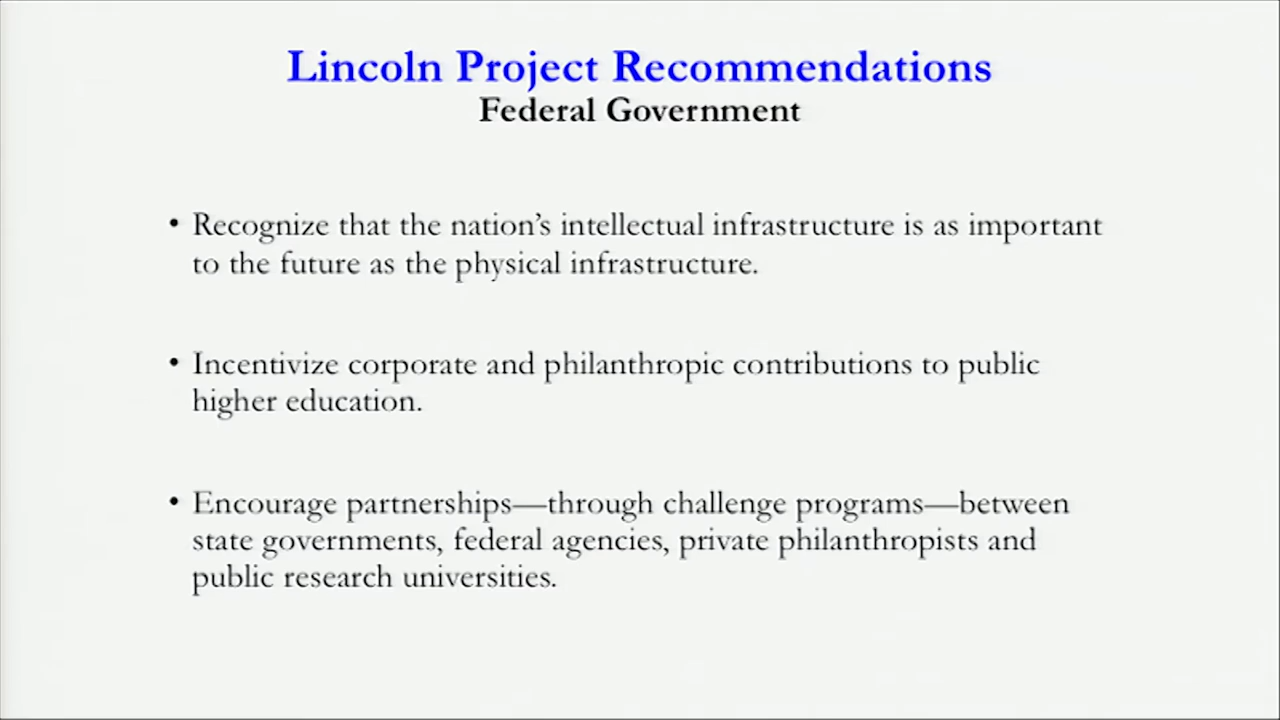 Lincoln Project Recommendations
Federal Government
• Recognize that the nation’s intellectual infrastructure is as important
to the future as the physical infrastructure.
• Incentivize corporate and philanthropic contributions to public
higher education.
• Encourage partnerships—through challenge programs—between
state governments, federal agencies, private philanthropists and
public research universities.